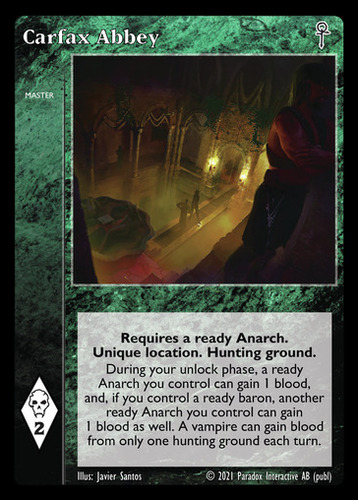 Carfax Abbey
MASTER
Requires a ready Anarch.
Unique location. Hunting ground.
During your unlock phase, a ready
Anarch you control can gain 1 blood,
and, if you control a ready baron, another
ready Anarch you control can gain
1 blood as well. A vampire can gain blood
from only one hunting ground each turn.
2
Illus: Javier Santos © 2021 Paradox Interactive AB (publ)